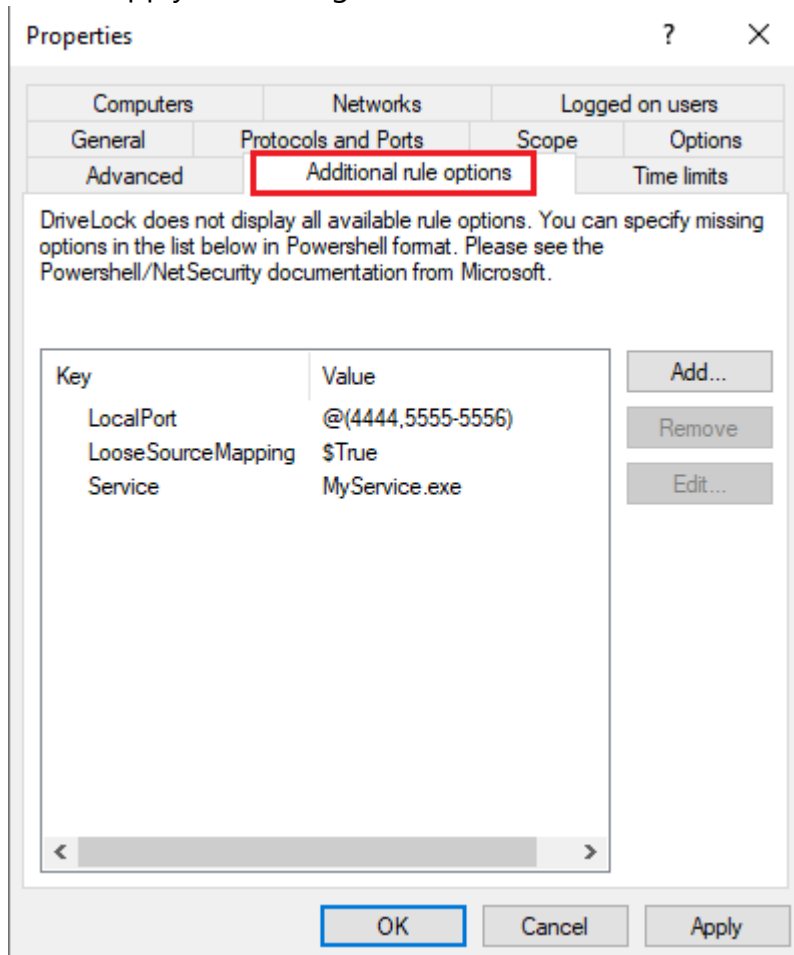 Properties ? ×
Computers Networks Logged on users
General Protocols and Ports Scope Options
Advanced Additional rule options Time limits
DriveLock does not display all available rule options. You can specify missing
options in the list below in Powershell format. Please see the
Powershell/NetSecurity documentation from Microsoft.
Key Value Add...
LocalPort @(4444,5555-5556) Remove
LooseSourceMapping $True
Service MyService.exe Edit...
< >
OK Cancel Apply